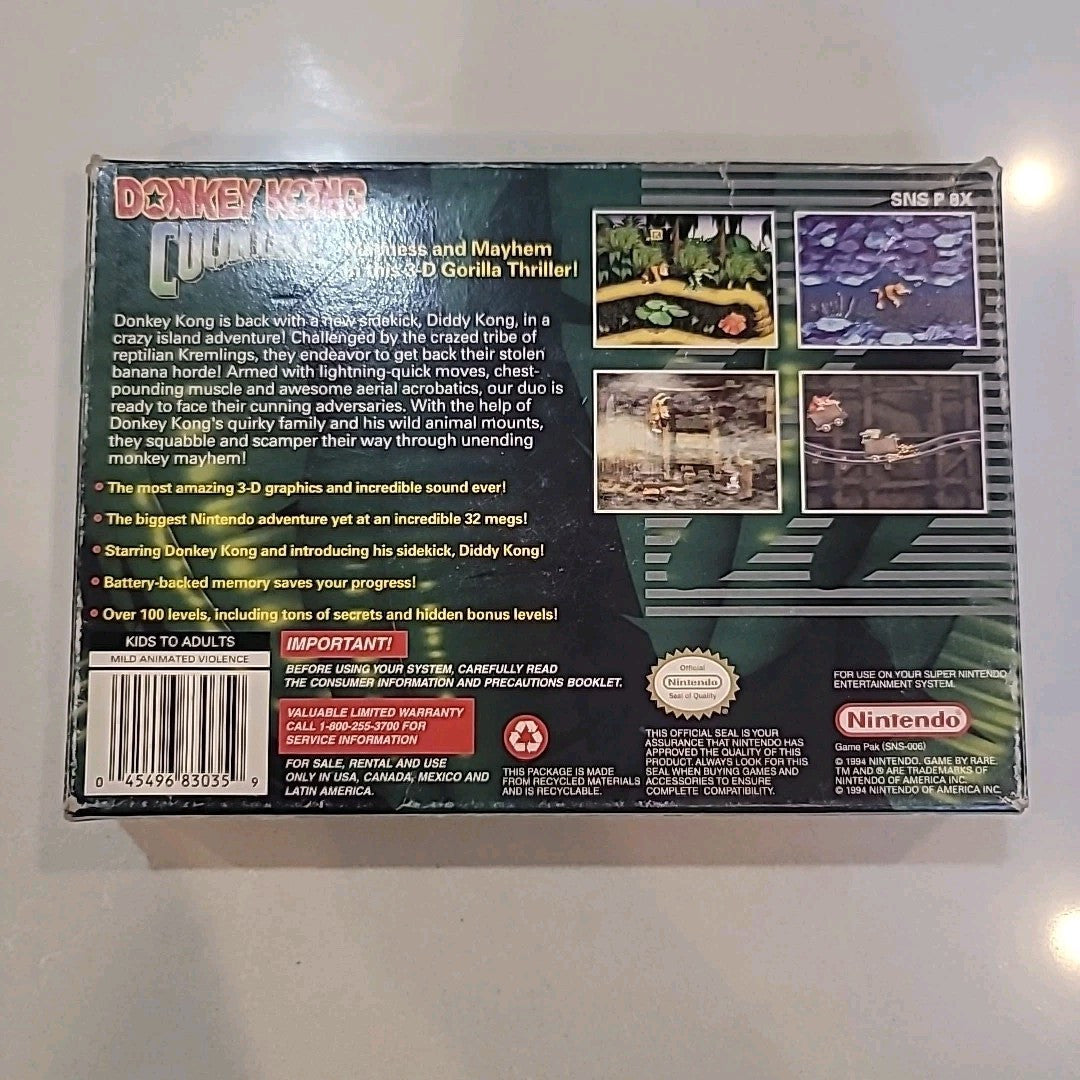 DONKEY KONG
COUNTRY
SNS P 8X
Madness and Mayhem
in this 3-D Gorilla Thriller!
Donkey Kong is back with a new sidekick, Diddy Kong, in a
crazy island adventure! Challenged by the crazed tribe of
reptilian Kremlings, they endeavor to get back their stolen
banana horde! Armed with lightning-quick moves, chest-
pounding muscle and awesome aerial acrobatics, our duo is
ready to face their cunning adversaries. With the help of
Donkey Kong's quirky family and his wild animal mounts,
they squabble and scamper their way through unending
monkey mayhem!
• The most amazing 3-D graphics and incredible sound ever!
• The biggest Nintendo adventure yet at an incredible 32 megs!
• Starring Donkey Kong and introducing his sidekick, Diddy Kong!
• Battery-backed memory saves your progress!
• Over 100 levels, including tons of secrets and hidden bonus levels!
KIDS TO ADULTS
MILD ANIMATED VIOLENCE
0 45496 83035 9
IMPORTANT!
BEFORE USING YOUR SYSTEM, CAREFULLY READ
THE CONSUMER INFORMATION AND PRECAUTIONS BOOKLET.
VALUABLE LIMITED WARRANTY
CALL 1-800-255-3700 FOR
SERVICE INFORMATION
FOR SALE, RENTAL AND USE
ONLY IN USA, CANADA, MEXICO AND
LATIN AMERICA.
THIS PACKAGE IS MADE
FROM RECYCLED MATERIALS
AND IS RECYCLABLE.
Official
Nintendo
Seal of Quality
THIS OFFICIAL SEAL IS YOUR
ASSURANCE THAT NINTENDO HAS
APPROVED THE QUALITY OF THIS
PRODUCT. ALWAYS LOOK FOR THIS
SEAL WHEN BUYING GAMES AND
ACCESSORIES TO ENSURE
COMPLETE COMPATIBILITY.
FOR USE ON YOUR SUPER NINTENDO
ENTERTAINMENT SYSTEM.
Nintendo
Game Pak (SNS-006)
© 1994 NINTENDO. GAME BY RARE.
TM AND ® ARE TRADEMARKS OF
NINTENDO OF AMERICA INC.
© 1994 NINTENDO OF AMERICA INC.